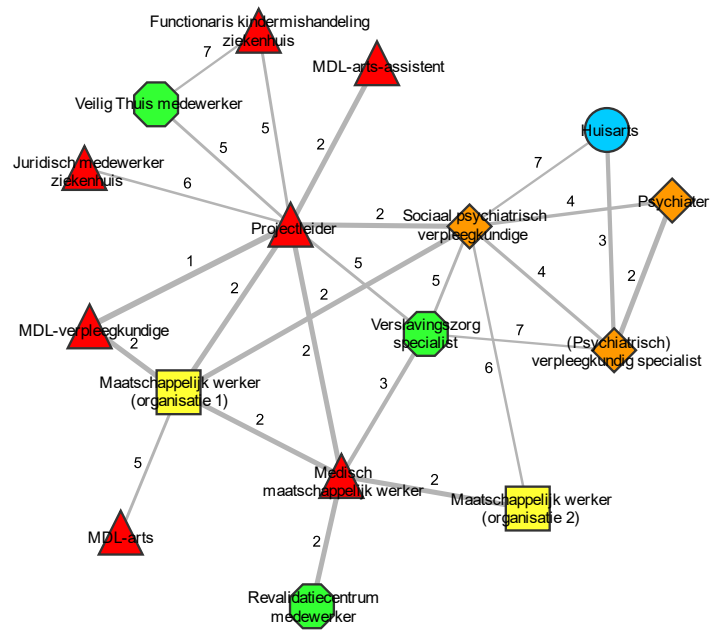 Functionaris kindermishandeling
ziekenhuis
7
MDL-arts-assistent
Veilig Thuis medewerker
5
5
2
Huisarts
7
Juridisch medewerker
ziekenhuis
6
Psychiater
4
Projectleider
2
Sociaal psychiatrisch
verpleegkundige
3
1
5
5
4
2
2
2
MDL-verpleegkundige
2
2
Verslavingszorg
specialist
7
(Psychiatrisch)
verpleegkundig specialist
6
Maatschappelijk werker
(organisatie 1)
3
2
5
Medisch
maatschappelijk werker
2
Maatschappelijk werker
(organisatie 2)
MDL-arts
2
Revalidatiecentrum
medewerker